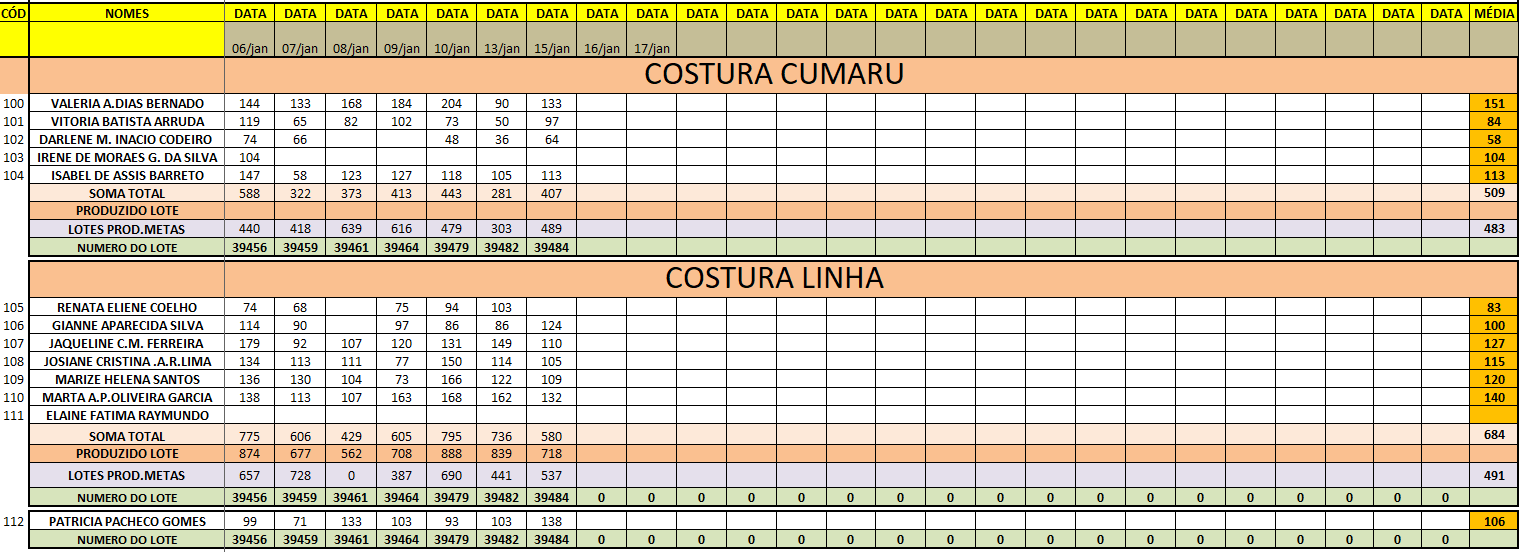 CÓD NOMES DATA DATA DATA DATA DATA DATA DATA DATA DATA DATA DATA DATA DATA DATA DATA DATA DATA DATA DATA DATA DATA DATA DATA DATA DATA MÉDIA
06/jan 07/jan 08/jan 09/jan 10/jan 13/jan 15/jan 16/jan 17/jan
COSTURA CUMARU
100 VALERIA A.DIAS BERNADO 144 133 168 184 204 90 133 151
101 VITORIA BATISTA ARRUDA 119 65 82 102 73 50 97 84
102 DARLENE M. INACIO CODEIRO 74 66 48 36 64 58
103 IRENE DE MORAES G. DA SILVA 104 104
104 ISABEL DE ASSIS BARRETO 147 58 123 127 118 105 113 113
SOMA TOTAL 588 322 373 413 443 281 407 509
PRODUZIDO LOTE
LOTES PROD.METAS 440 418 639 616 479 303 489 483
NUMERO DO LOTE 39456 39459 39461 39464 39479 39482 39484
COSTURA LINHA
105 RENATA ELIENE COELHO 74 68 75 94 103 83
106 GIANNE APARECIDA SILVA 114 90 97 86 86 124 100
107 JAQUELINE C.M. FERREIRA 179 92 107 120 131 149 110 127
108 JOSIANE CRISTINA .A.R.LIMA 134 113 111 77 150 114 105 115
109 MARIZE HELENA SANTOS 136 130 104 73 166 122 109 120
110 MARTA A.P.OLIVEIRA GARCIA 138 113 107 163 168 162 132 140
111 ELAINE FATIMA RAYMUNDO
SOMA TOTAL 775 606 429 605 795 736 580 684
PRODUZIDO LOTE 874 677 562 708 888 839 718
LOTES PROD.METAS 657 728 0 387 690 441 537 491
NUMERO DO LOTE 39456 39459 39461 39464 39479 39482 39484 0 0 0 0 0 0 0 0 0 0 0 0 0 0 0 0 0 0
112 PATRICIA PACHECO GOMES 99 71 133 103 93 103 138 106
NUMERO DO LOTE 39456 39459 39461 39464 39479 39482 39484 0 0 0 0 0 0 0 0 0 0 0 0 0 0 0 0 0 0